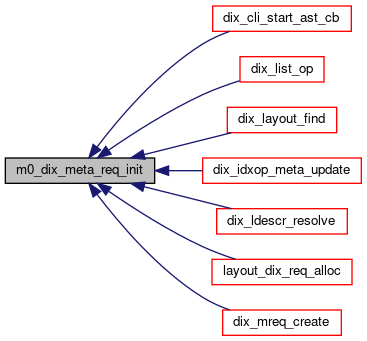 dix_cli_start_ast_cb
dix_list_op
dix_layout_find
m0_dix_meta_req_init
dix_idxop_meta_update
dix_ldescr_resolve
layout_dix_req_alloc
dix_mreq_create